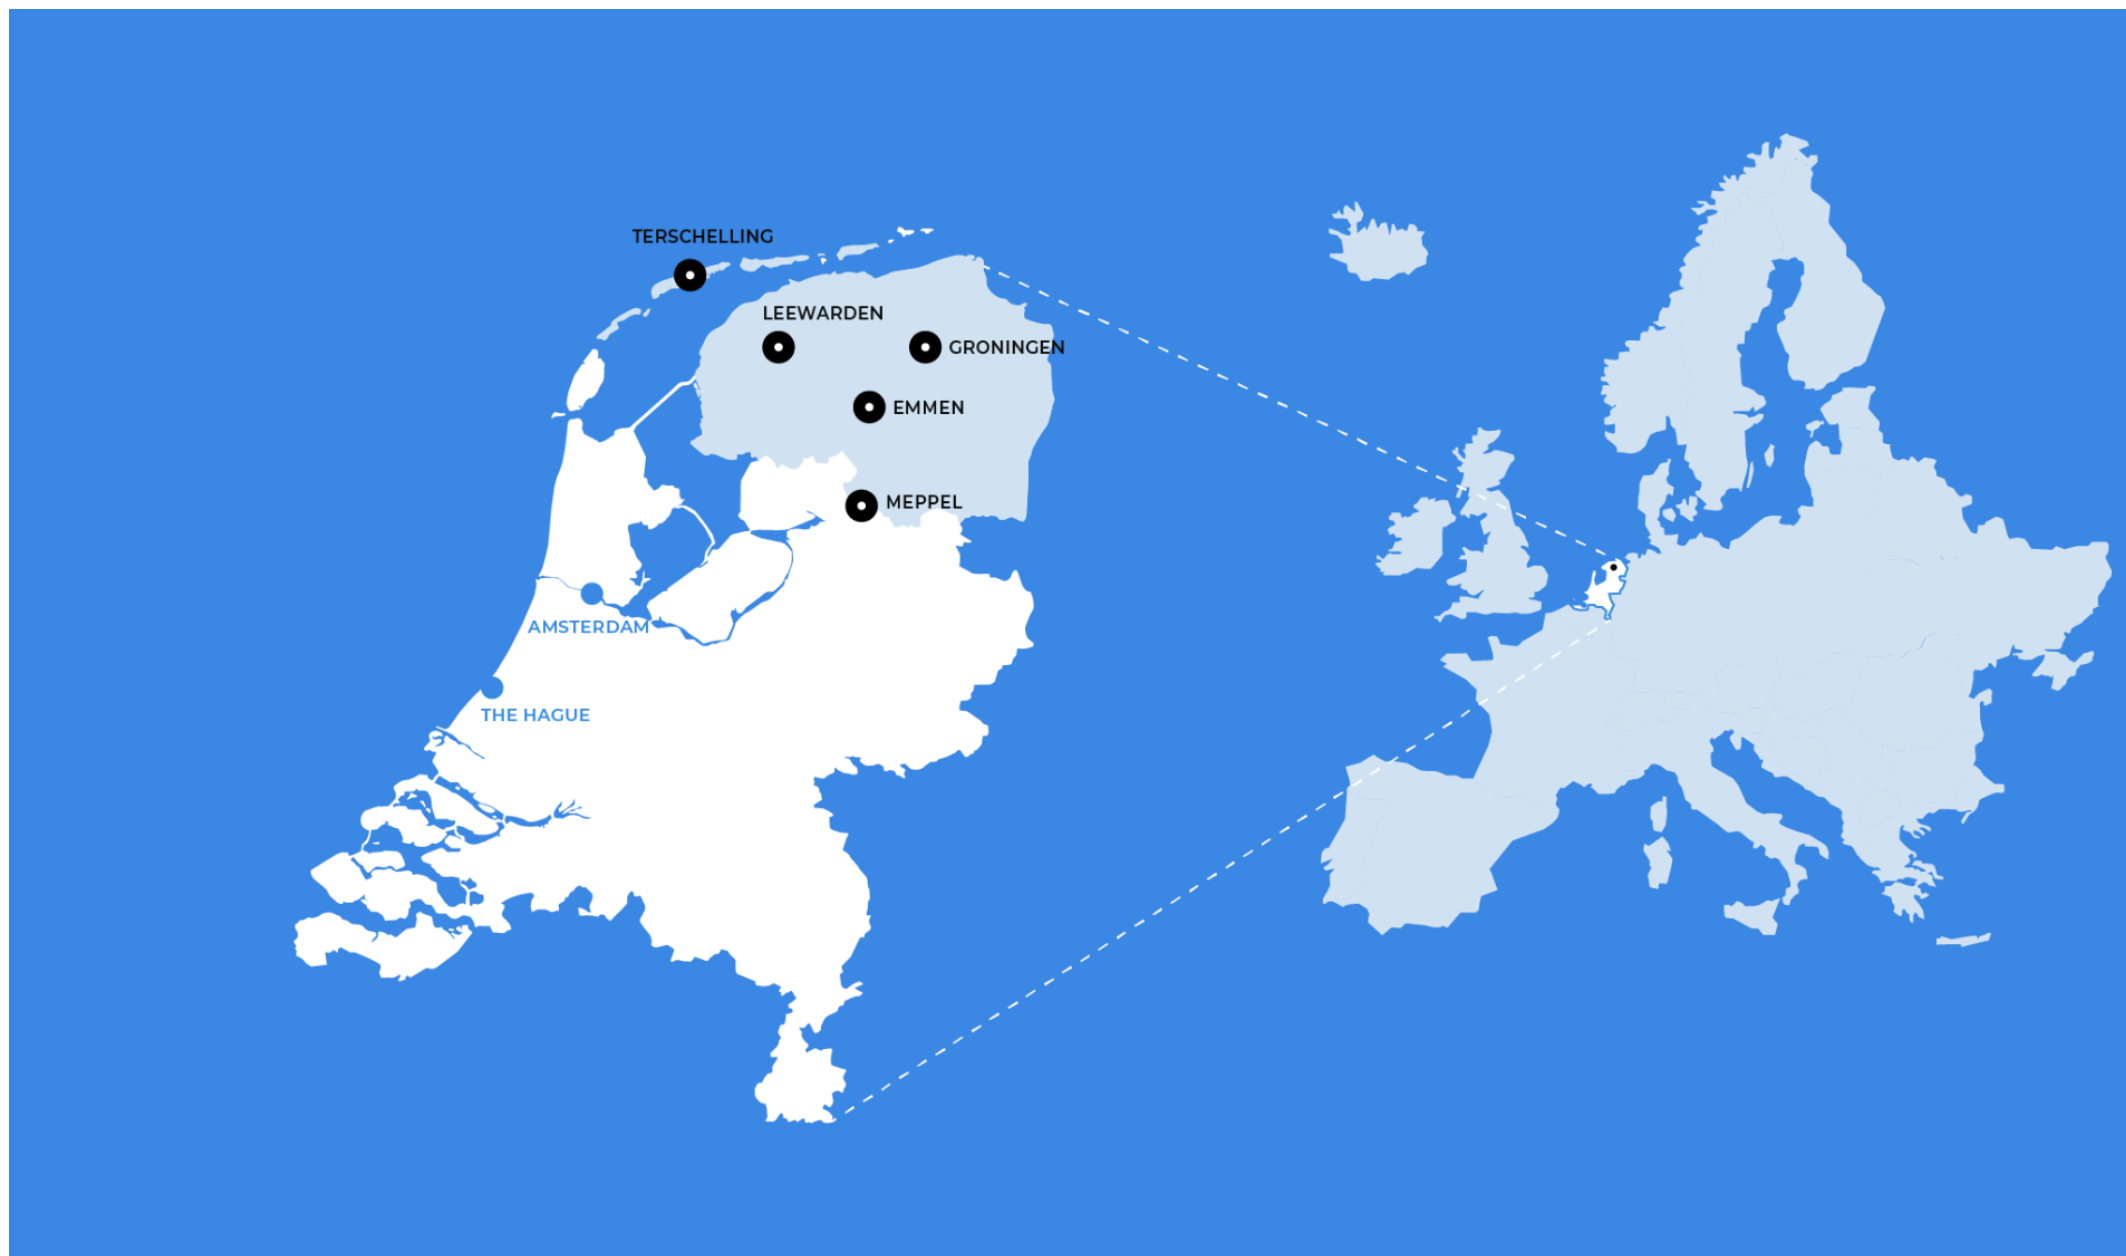 TERSCHELLING
LEEWARDEN
GRONINGEN
EMMEN
MEPPEL
AMSTERDAM
THE HAGUE